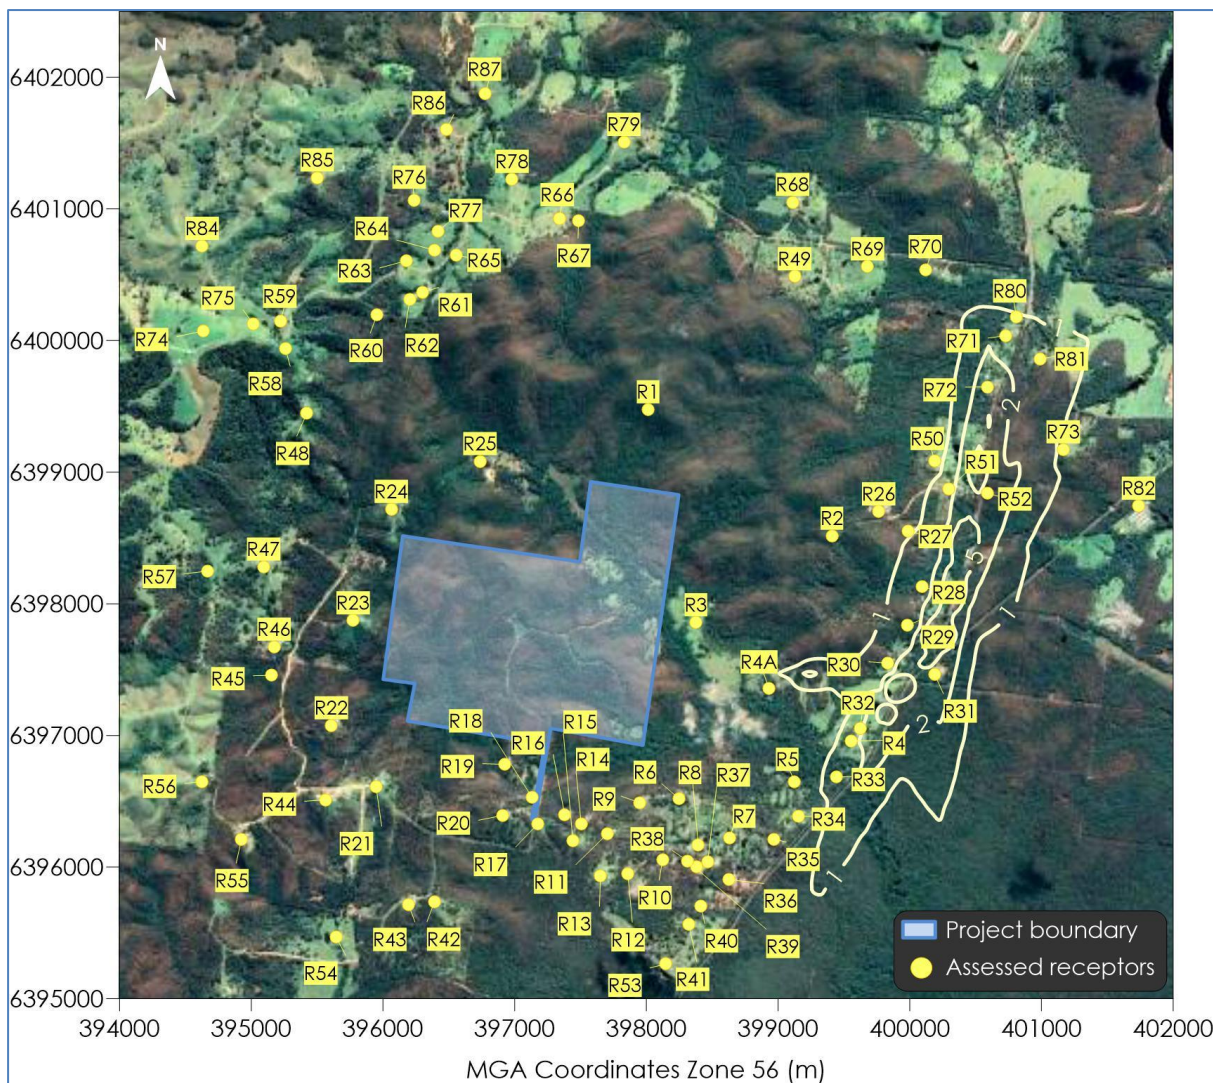 N
R87
6402000
R86
R79
R85
R78
R76
R68
R66
6401000
R77
R84
R64
R69
R70
R49
R65
R67
R63
R80
R59
R75
R61
1
R71
R74
6400000
R60
R62
R81
R58
R72
R1
2
R73
R50
R25
R48
R51
6399000
R24
R26
R82
R52
R2
R27
R47
5
R57
R28
6398000
R23
R3
1
1
R46
R29
R4A
R30
R45
R32
R22
R31
R18
R15
2
R4
6397000
R16
R14
R5
R19
R8
R37
R6
R33
R56
R9
R44
R7
R34
R20
R38
R21
R35
R17
6396000
R11
R55
R10
1
R36
R13
R43
R42
R12
R40
R39
R54
R41
R53
Project boundary
Assessed receptors
6395000
394000 395000 396000 397000 398000 399000 400000 401000 402000
MGA Coordinates Zone 56 (m)